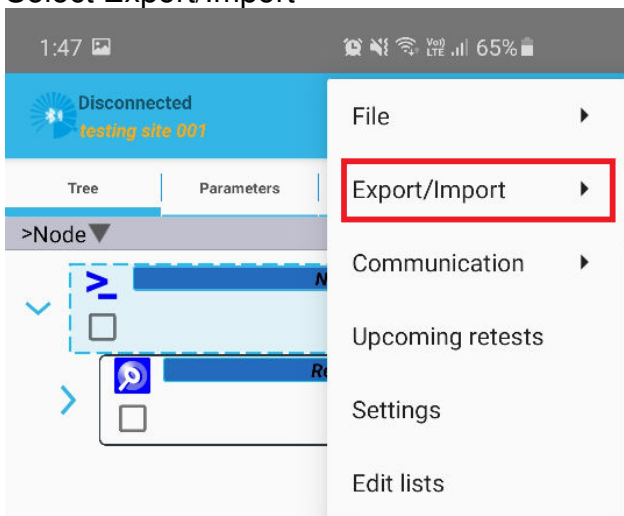 Select Export/Import
1:47 65%
Disconnected
testing site 001
Tree Parameters
>Node
File
Export/Import
Communication
Upcoming retests
Settings
Edit lists